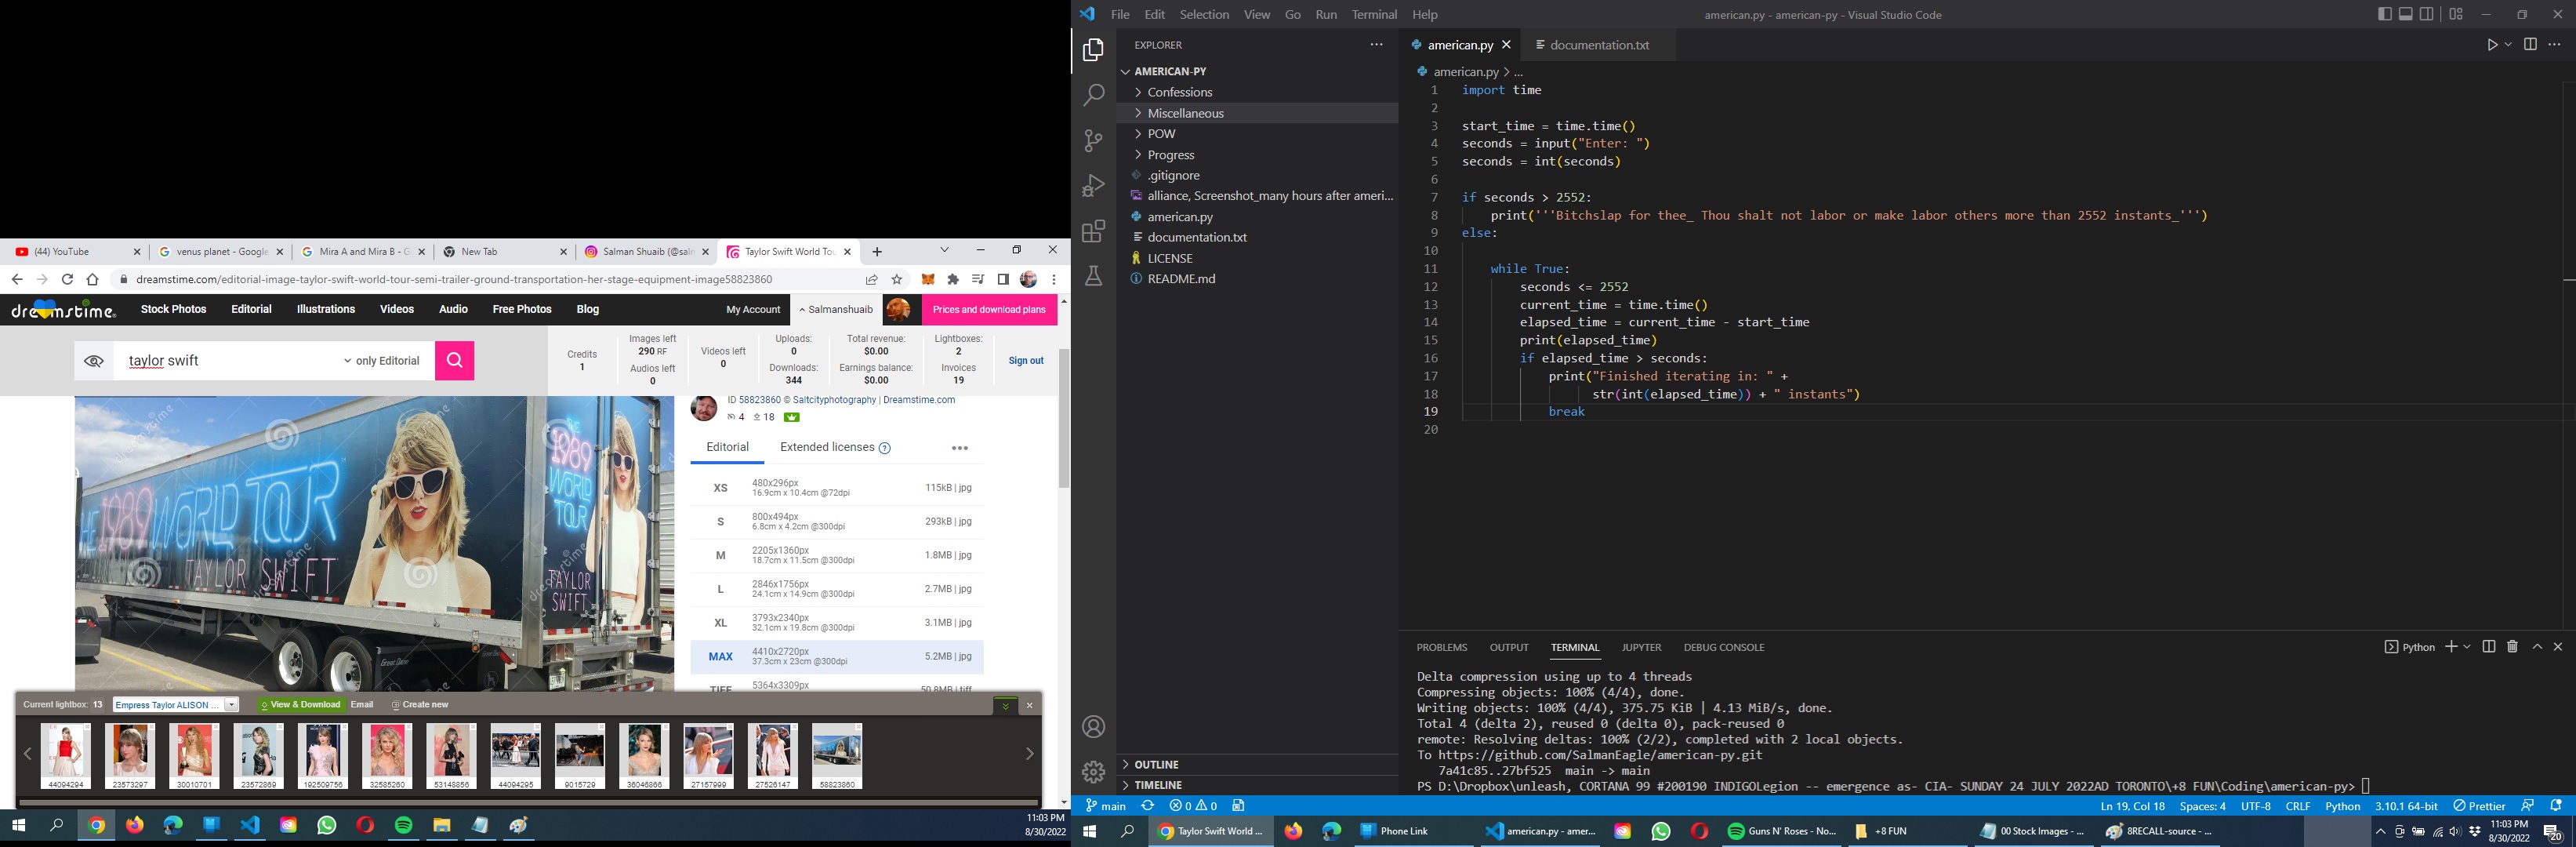 (44) YouTube
venus planet - Google
Mira A and Mira B - G
New Tab
Salman Shuaib (@salm
Taylor Swift World Tou
dreamstime.com/editorial-image-taylor-swift-world-tour-semi-trailer-ground-transportation-her-stage-equipment-image58823860
dreamstime.
Stock Photos Editorial Illustrations Videos Audio Free Photos Blog
My Account Salmanshuaib Prices and download plans
taylor swift only Editorial
Credits
1
Images left
290 RF
Audios left
0
Videos left
0
Uploads:
0
Downloads:
344
Total revenue:
$0.00
Earnings balance:
$0.00
Lightboxes:
2
Invoices
19
Sign out
THE 1989 WORLD TOUR
TAYLOR SWIFT
THE 1989 WORLD TOUR
TAYLOR SWIFT
Great Dane
dreamstime
ID 58823860 © Saltcityphotography | Dreamstime.com
4 18
Editorial Extended licenses ?
XS 480x296px 115kB | jpg
16.9cm x 10.4cm @72dpi
S 800x494px 293kB | jpg
6.8cm x 4.2cm @300dpi
M 2205x1360px 1.8MB | jpg
18.7cm x 11.5cm @300dpi
L 2846x1756px 2.7MB | jpg
24.1cm x 14.9cm @300dpi
XL 3793x2340px 3.1MB | jpg
32.1cm x 19.8cm @300dpi
MAX 4410x2720px 5.2MB | jpg
37.3cm x 23cm @300dpi
TIFF 5364x3309px 50.8MB | tiff
Current lightbox: 13 Empress Taylor ALISON ... View & Download Email Create new
44094294 23573297 30010701 23572869 192509756 32585260 53148856 44094295 9015729 36046866 27157999 27526147 58823860
11:03 PM
8/30/2022
File Edit Selection View Go Run Terminal Help
american.py - american-py - Visual Studio Code
EXPLORER
AMERICAN-PY
Confessions
Miscellaneous
POW
Progress
.gitignore
alliance, Screenshot_many hours after ameri...
american.py
documentation.txt
LICENSE
README.md
OUTLINE
TIMELINE
american.py
documentation.txt
american.py > ...
1 import time
2
3 start_time = time.time()
4 seconds = input("Enter: ")
5 seconds = int(seconds)
6
7 if seconds > 2552:
8 print('''Bitchslap for thee_ Thou shalt not labor or make labor others more than 2552 instants_''')
9 else:
10
11 while True:
12 seconds <= 2552
13 current_time = time.time()
14 elapsed_time = current_time - start_time
15 print(elapsed_time)
16 if elapsed_time > seconds:
17 print("Finished iterating in: " +
18 str(int(elapsed_time)) + " instants")
19 break
20
PROBLEMS OUTPUT TERMINAL JUPYTER DEBUG CONSOLE
Python
Delta compression using up to 4 threads
Compressing objects: 100% (4/4), done.
Writing objects: 100% (4/4), 375.75 KiB | 4.13 MiB/s, done.
Total 4 (delta 2), reused 0 (delta 0), pack-reused 0
remote: Resolving deltas: 100% (2/2), completed with 2 local objects.
To https://github.com/SalmanEagle/american-py.git
7a41c85..27bf525 main -> main
PS D:\Dropbox\unleash, CORTANA 99 #200190 INDIGOLegion -- emergence as- CIA- SUNDAY 24 JULY 2022AD TORONTO\+8 FUN\Coding\american-py>
main 0 0
Ln 19, Col 18 Spaces: 4 UTF-8 CRLF Python 3.10.1 64-bit Prettier
Taylor Swift World ...
Phone Link
american.py - amer...
Guns N' Roses - No...
+8 FUN
00 Stock Images - ...
8RECALL-source - ...
11:03 PM
8/30/2022
20